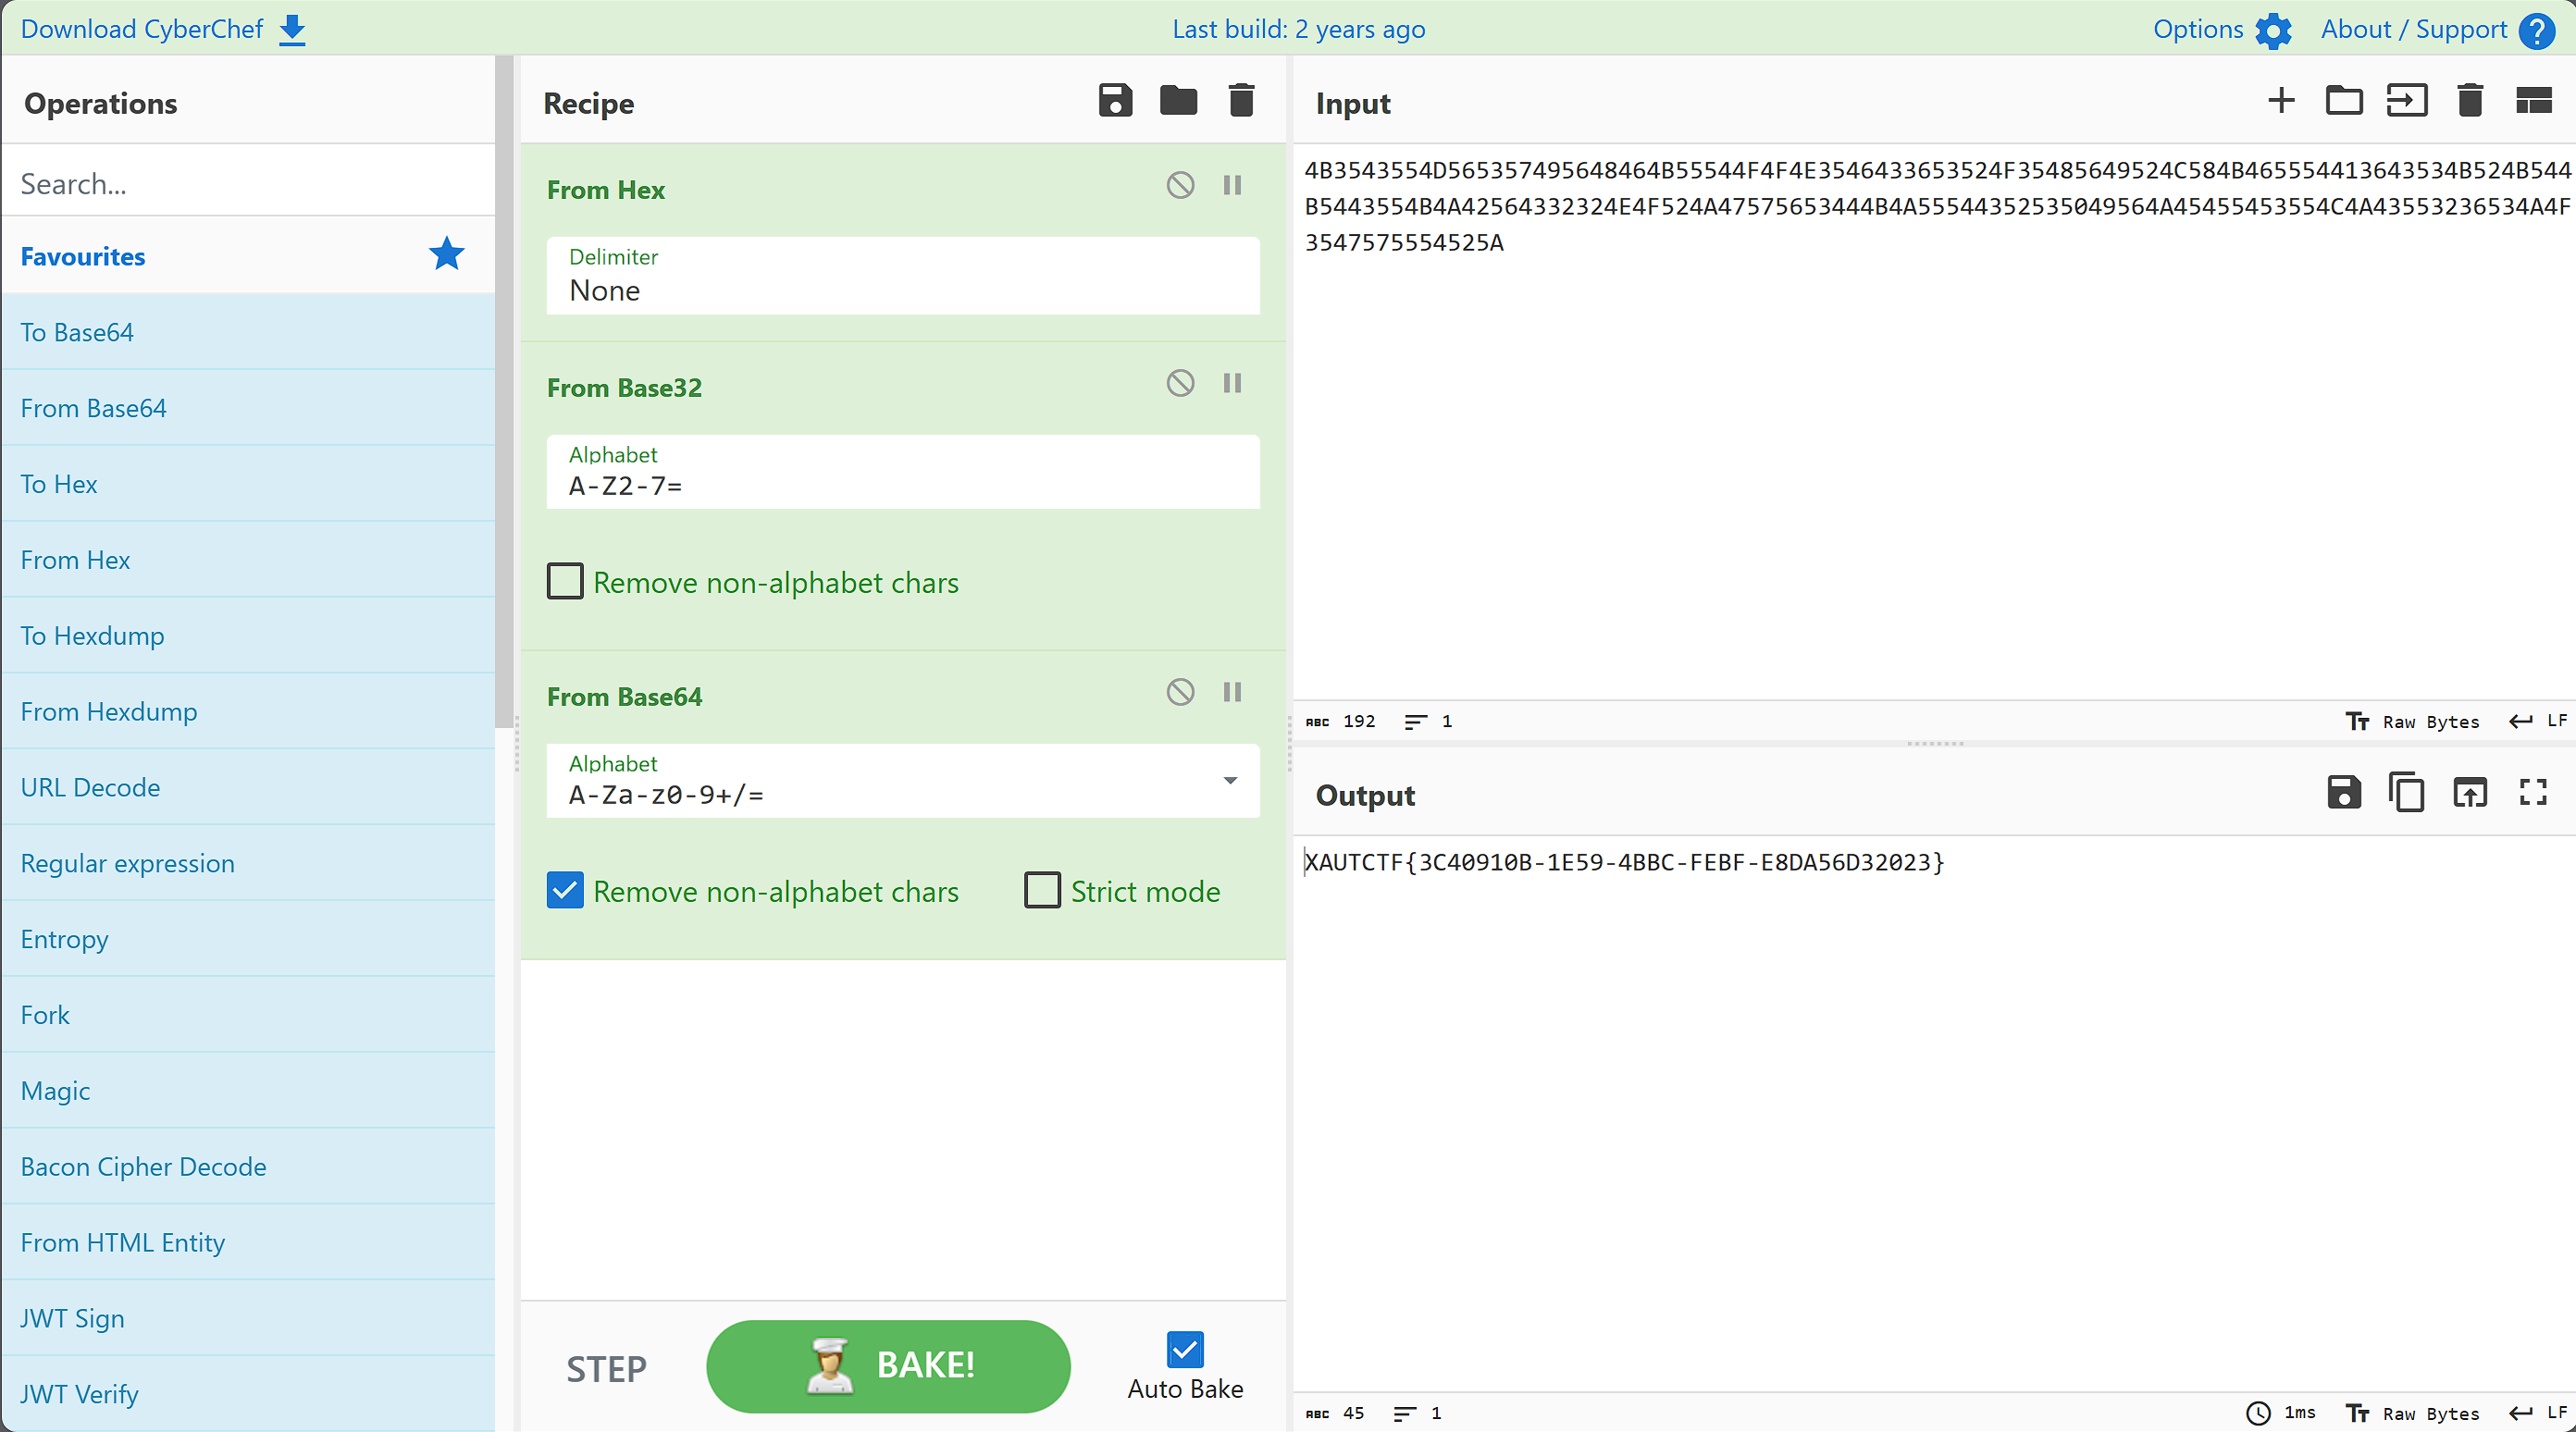 Download CyberChef
Last build: 2 years ago
Options
About / Support
Operations
Search...
Favourites
To Base64
From Base64
To Hex
From Hex
To Hexdump
From Hexdump
URL Decode
Regular expression
Entropy
Fork
Magic
Bacon Cipher Decode
From HTML Entity
JWT Sign
JWT Verify
Recipe
From Hex
Delimiter
None
From Base32
Alphabet
A-Z2-7=
Remove non-alphabet chars
From Base64
Alphabet
A-Za-z0-9+/=
Remove non-alphabet chars
Strict mode
STEP
BAKE!
Auto Bake
Input
4B3543554D565357495648464B55544F4F4E3546433653524F35485649524C584B465554413643534B524B544
B5443554B4A42564332324E4F524A47575653444B4A55544352535049564A45455453554C4A43553236534A4F
3547575554525A
ABC 192 1
Raw Bytes LF
Output
XAUTCTF{3C40910B-1E59-4BBC-FEBF-E8DA56D32023}
ABC 45 1
1ms Raw Bytes LF